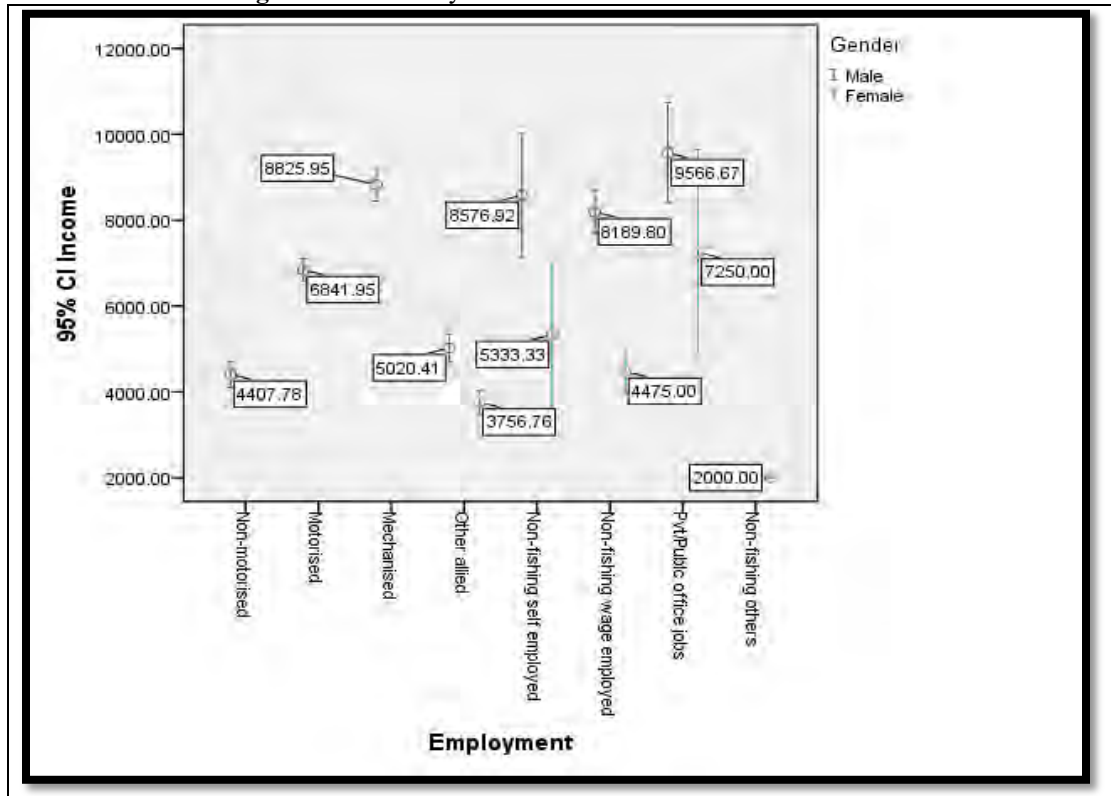 Gender
Male
Female
95% CI Income
12000.00
10000.00
8000.00
6000.00
4000.00
2000.00
8825.95
9566.67
8576.92
8189.80
7250.00
6841.95
5333.33
5020.41
4475.00
4407.78
3756.76
2000.00
Non-motorised
Motorised
Mechanised
Other allied
Non-fishing self employed
Non-fishing wage employed
Pvt/Public office jobs
Non-fishing others
Employment